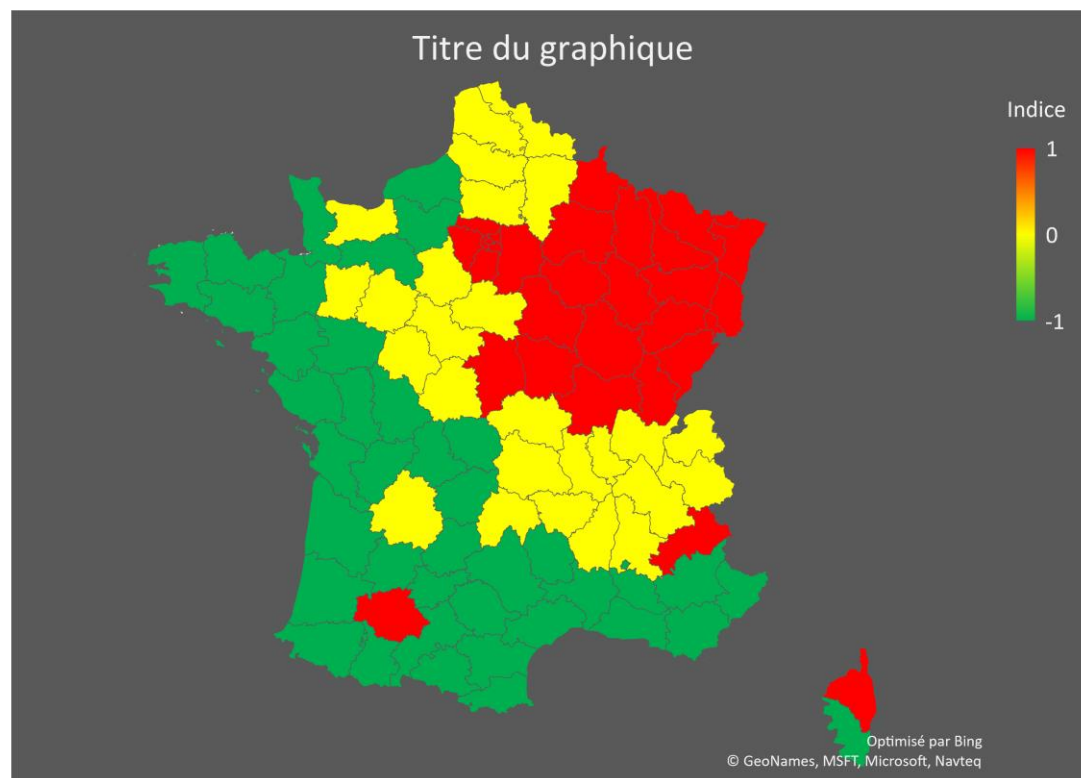 Titre du graphique
Indice
1
0
-1
Optimisé par Bing
© GeoNames, MSFT, Microsoft, Navteq